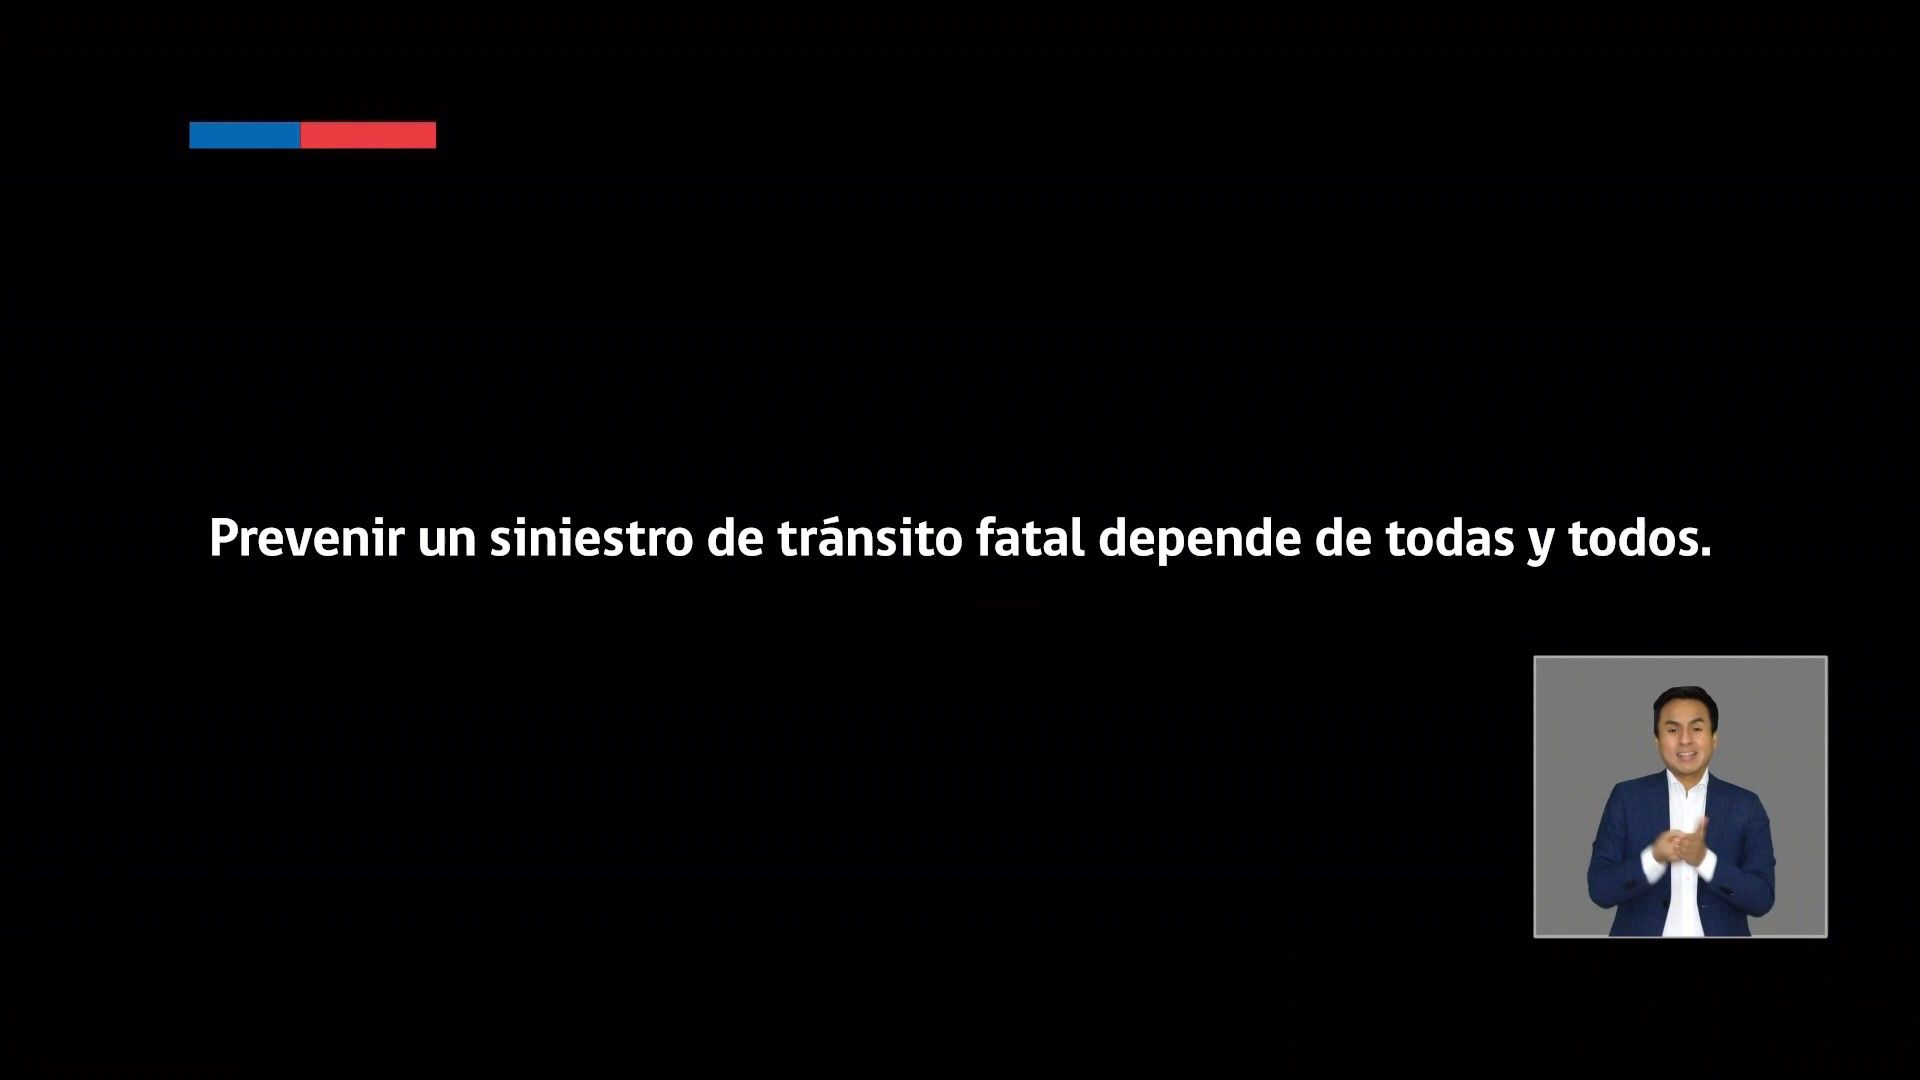 Prevenir un siniestro de tránsito fatal depende de todas y todos.